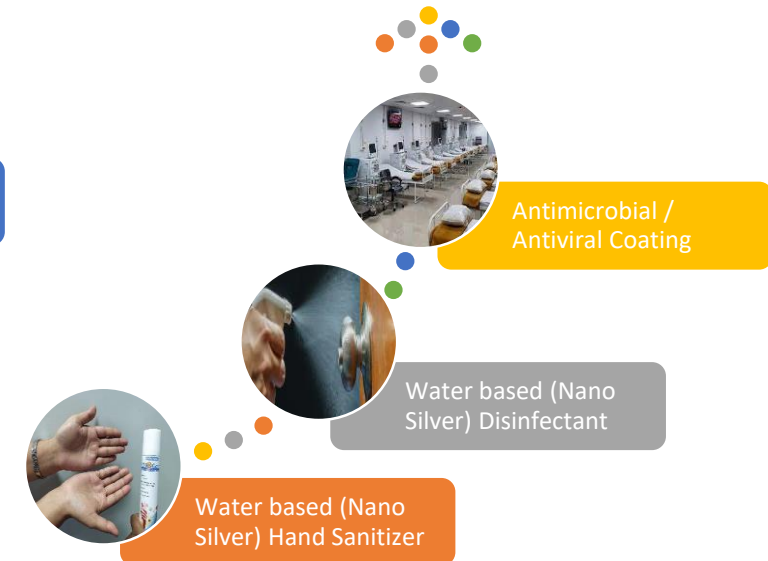 Antimicrobial /
Antiviral Coating
Water based (Nano
Silver) Disinfectant
Water based (Nano
Silver) Hand Sanitizer